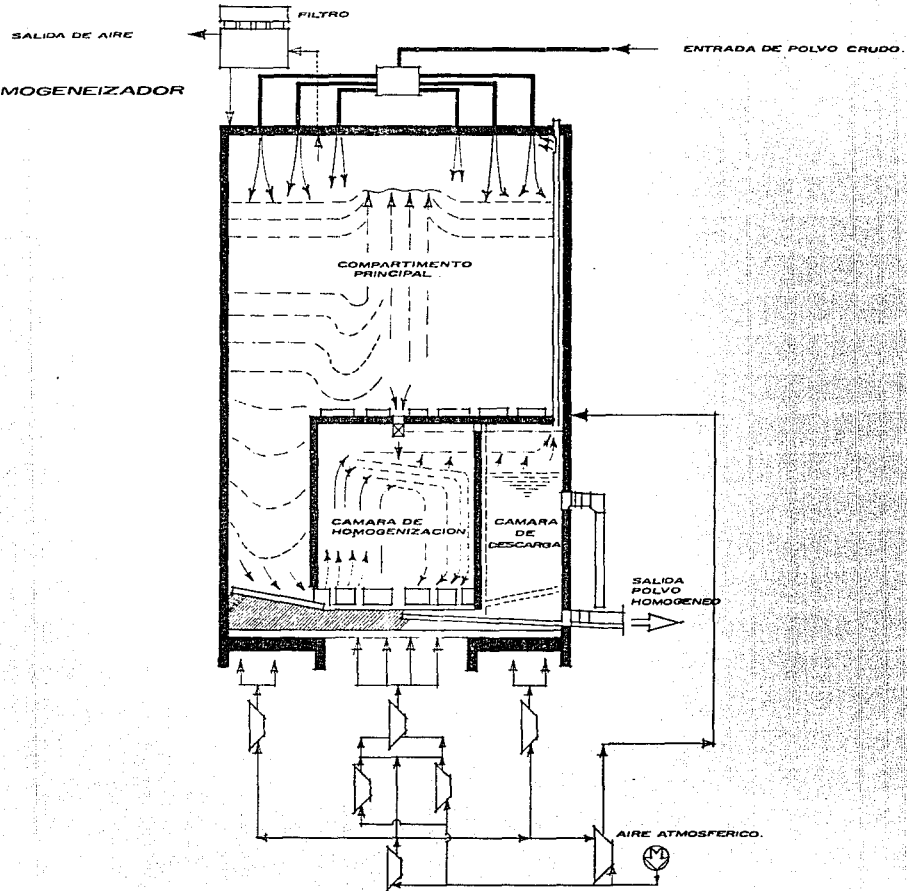 FILTRO
SALIDA DE AIRE
ENTRADA DE POLVO CRUDO.
MOGENEIZADOR
COMPARTIMENTO
PRINCIPAL.
CAMARA DE
HOMOGENIZACION
CAMARA
DE
DESCARGA
SALIDA
POLVO
HOMOGENEO
AIRE ATMOSFERICO.
M